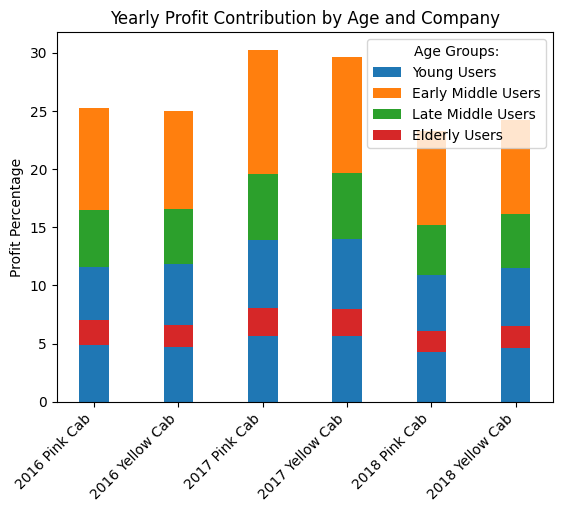 Yearly Profit Contribution by Age and Company
Profit Percentage
30
25
20
15
10
5
0
Age Groups:
Young Users
Early Middle Users
Late Middle Users
Elderly Users
2016 Pink Cab
2016 Yellow Cab
2017 Pink Cab
2017 Yellow Cab
2018 Pink Cab
2018 Yellow Cab